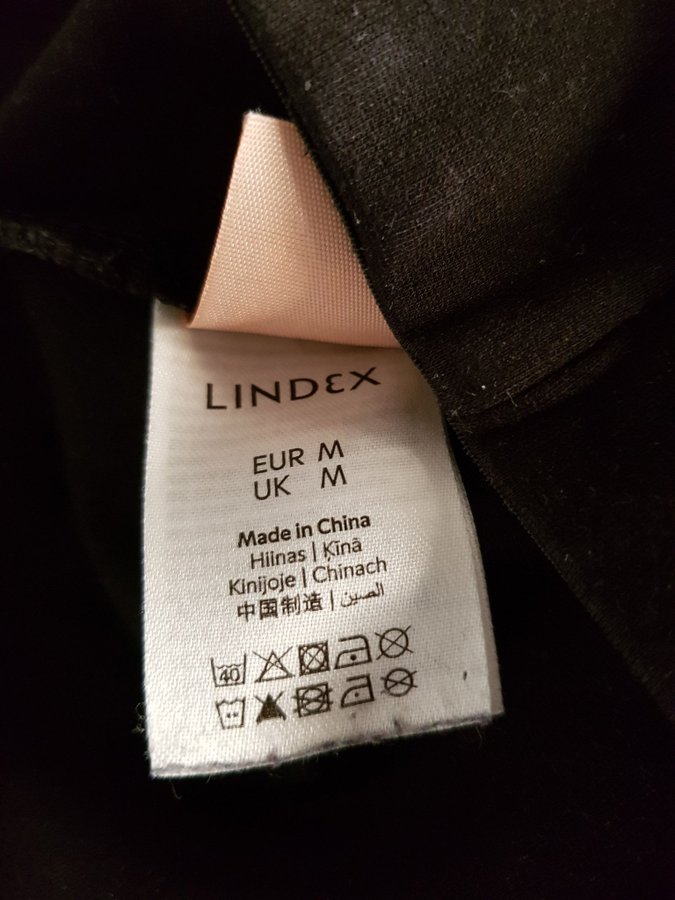 LINDEX
EUR M
UK M
Made in China
Hiinas | Ķīnā
Kinijoje | Chinach
中国制造 | الصين
40